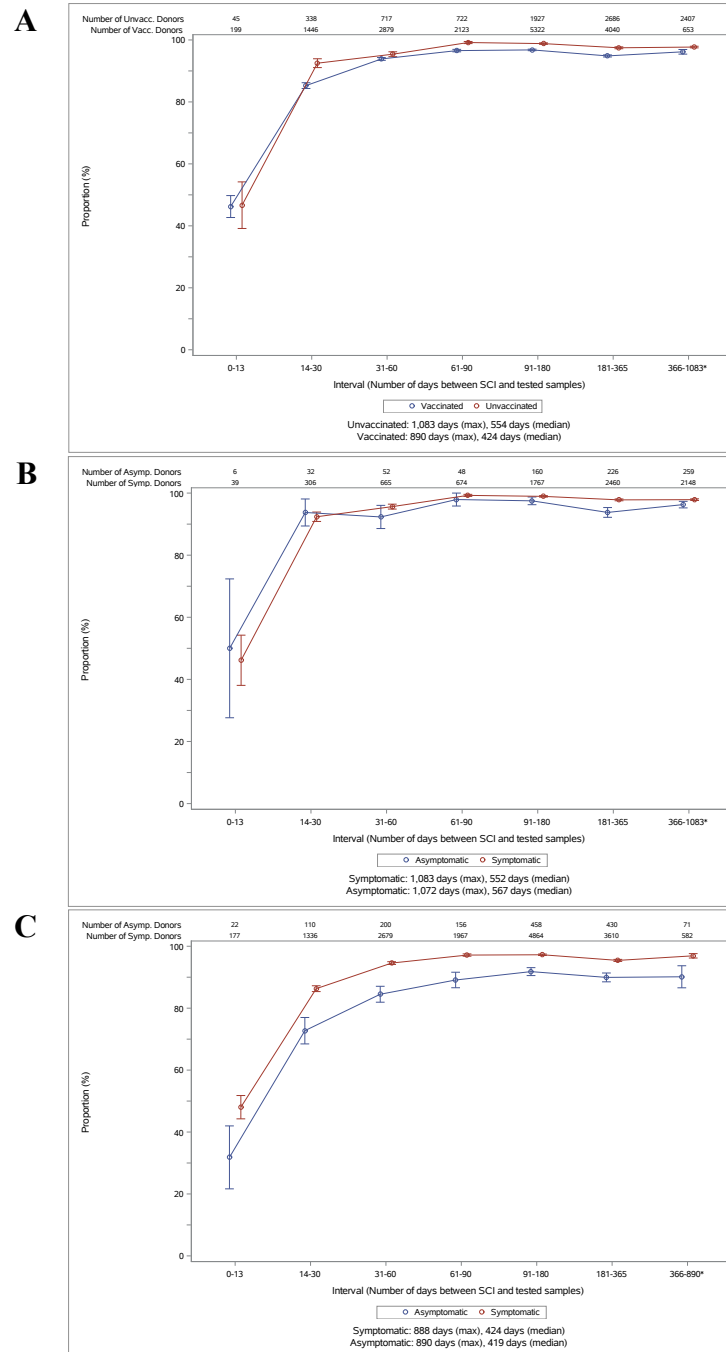 A
Number of Unvacc. Donors 45 338 717 722 1927 2686 2407
Number of Vacc. Donors 199 1446 2879 2123 5322 4040 653
100
80
60
40
20
0
Proportion (%)
0-13 14-30 31-60 61-90 91-180 181-365 366-1083*
Interval (Number of days between SCI and tested samples)
Vaccinated Unvaccinated
Unvaccinated: 1,083 days (max), 554 days (median)
Vaccinated: 890 days (max), 424 days (median)
B
Number of Asymp. Donors 6 32 52 48 160 226 259
Number of Symp. Donors 39 306 665 674 1767 2460 2148
100
80
60
40
20
0
Proportion (%)
0-13 14-30 31-60 61-90 91-180 181-365 366-1083*
Interval (Number of days between SCI and tested samples)
Asymptomatic Symptomatic
Symptomatic: 1,083 days (max), 552 days (median)
Asymptomatic: 1,072 days (max), 567 days (median)
C
Number of Asymp. Donors 22 110 200 156 458 430 71
Number of Symp. Donors 177 1336 2679 1967 4864 3610 582
100
80
60
40
20
0
Proportion (%)
0-13 14-30 31-60 61-90 91-180 181-365 366-890*
Interval (Number of days between SCI and tested samples)
Asymptomatic Symptomatic
Symptomatic: 888 days (max), 424 days (median)
Asymptomatic: 890 days (max), 419 days (median)